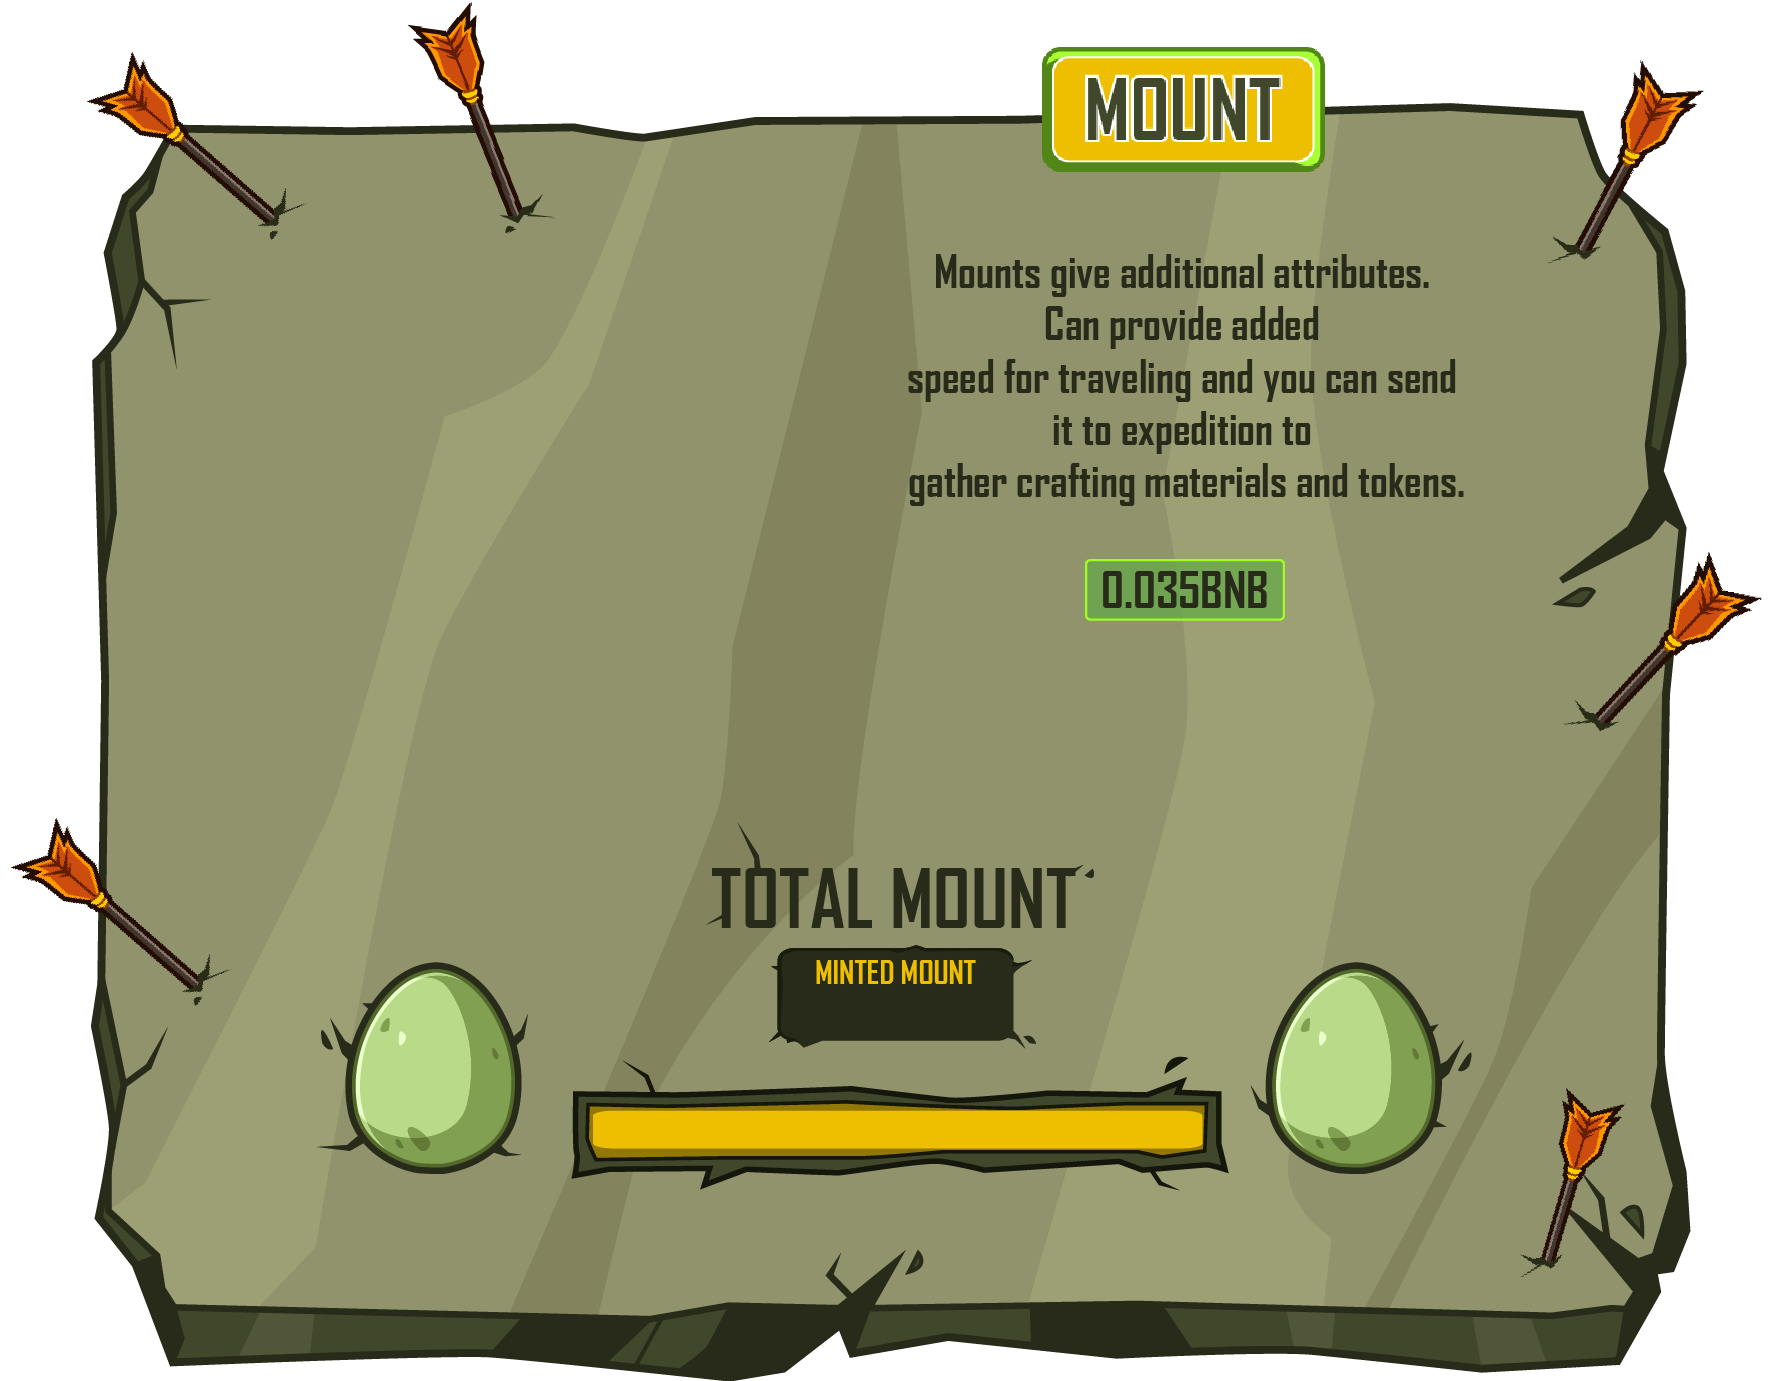 MOUNT
Mounts give additional attributes.
Can provide added
speed for traveling and you can send
it to expedition to
gather crafting materials and tokens.
0.035BNB
TOTAL MOUNT
MINTED MOUNT